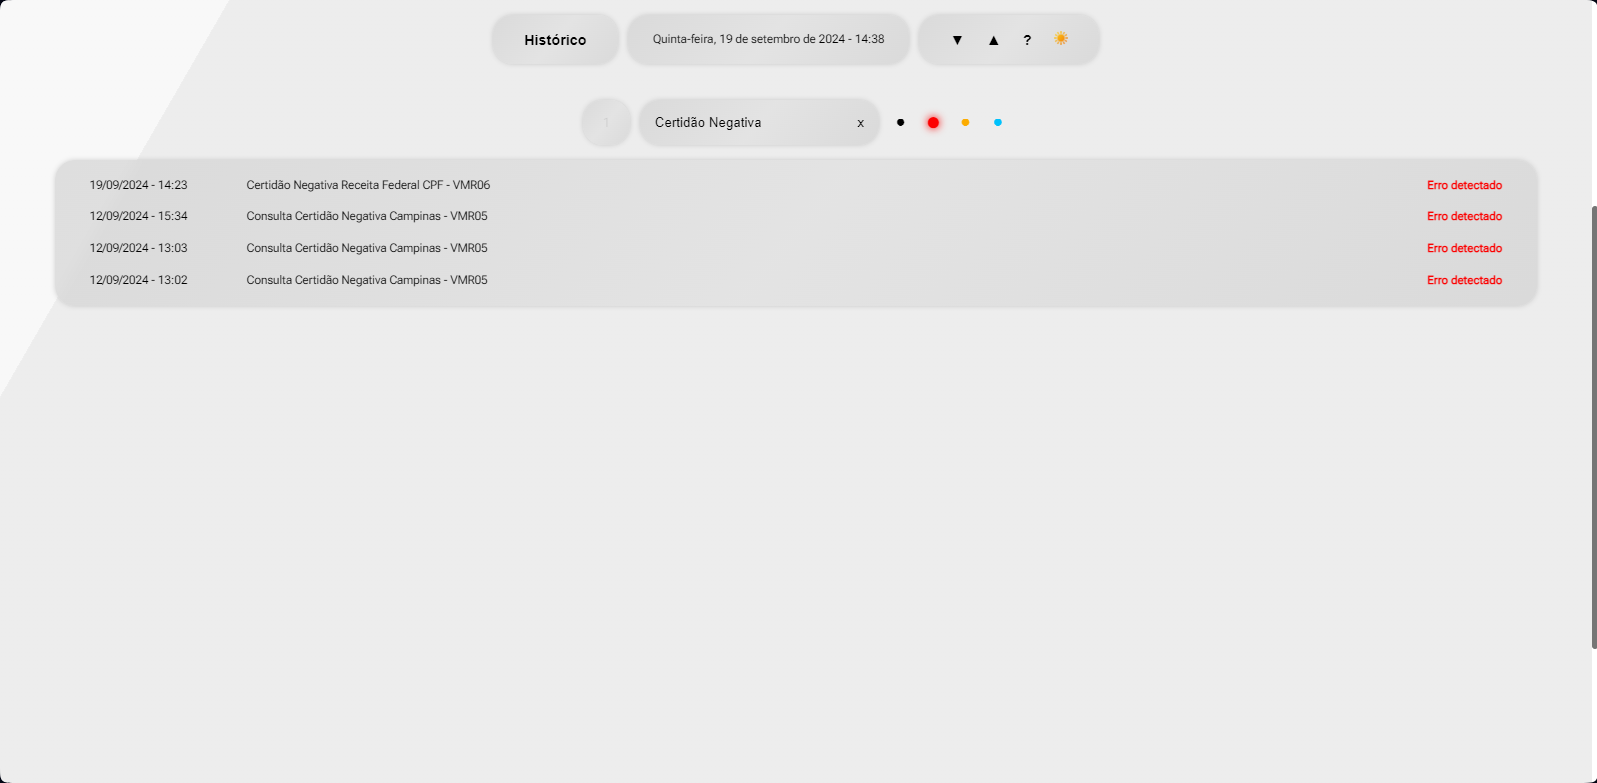 Histórico
Quinta-feira, 19 de setembro de 2024 - 14:38
▼ ▲ ?
1
Certidão Negativa x
19/09/2024 - 14:23 Certidão Negativa Receita Federal CPF - VMR06 Erro detectado
12/09/2024 - 15:34 Consulta Certidão Negativa Campinas - VMR05 Erro detectado
12/09/2024 - 13:03 Consulta Certidão Negativa Campinas - VMR05 Erro detectado
12/09/2024 - 13:02 Consulta Certidão Negativa Campinas - VMR05 Erro detectado